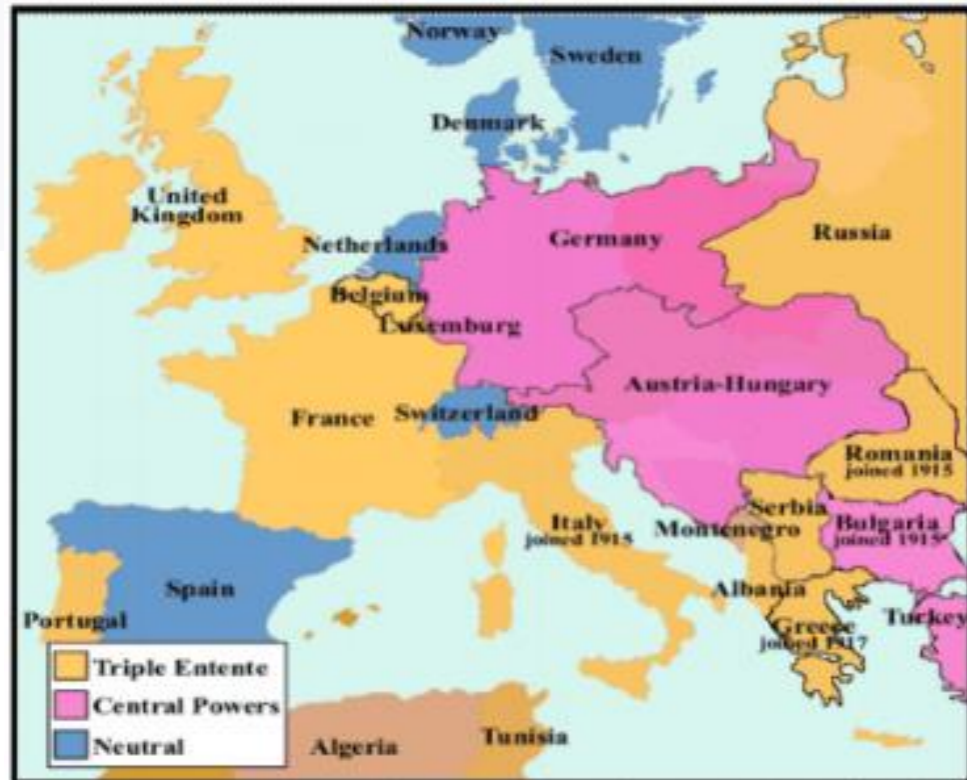 Norway
Sweden
Denmark
United
Kingdom
Netherlands
Germany
Russia
Belgium
Luxemburg
Austria-Hungary
France
Switzerland
Romania
joined 1915
Serbia
Italy
joined 1915
Montenegro
Bulgaria
joined 1915
Spain
Albania
Portugal
Greece
joined 1917
Turkey
Triple Entente
Central Powers
Neutral
Algeria
Tunisia